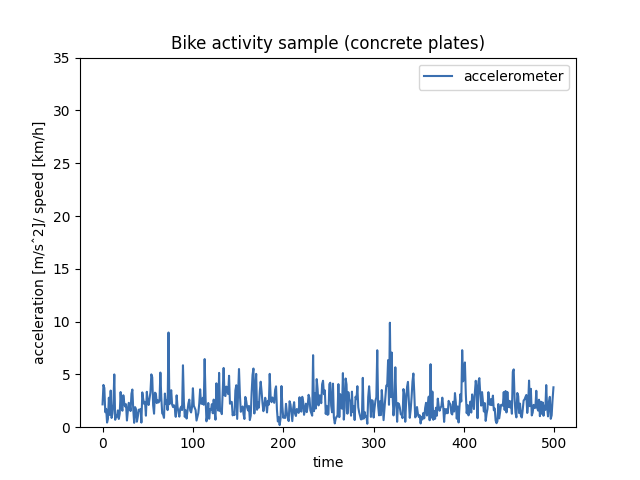 Bike activity sample (concrete plates)
accelerometer
acceleration [m/sˆ2]/ speed [km/h]
35
30
25
20
15
10
5
0
0 100 200 300 400 500
time